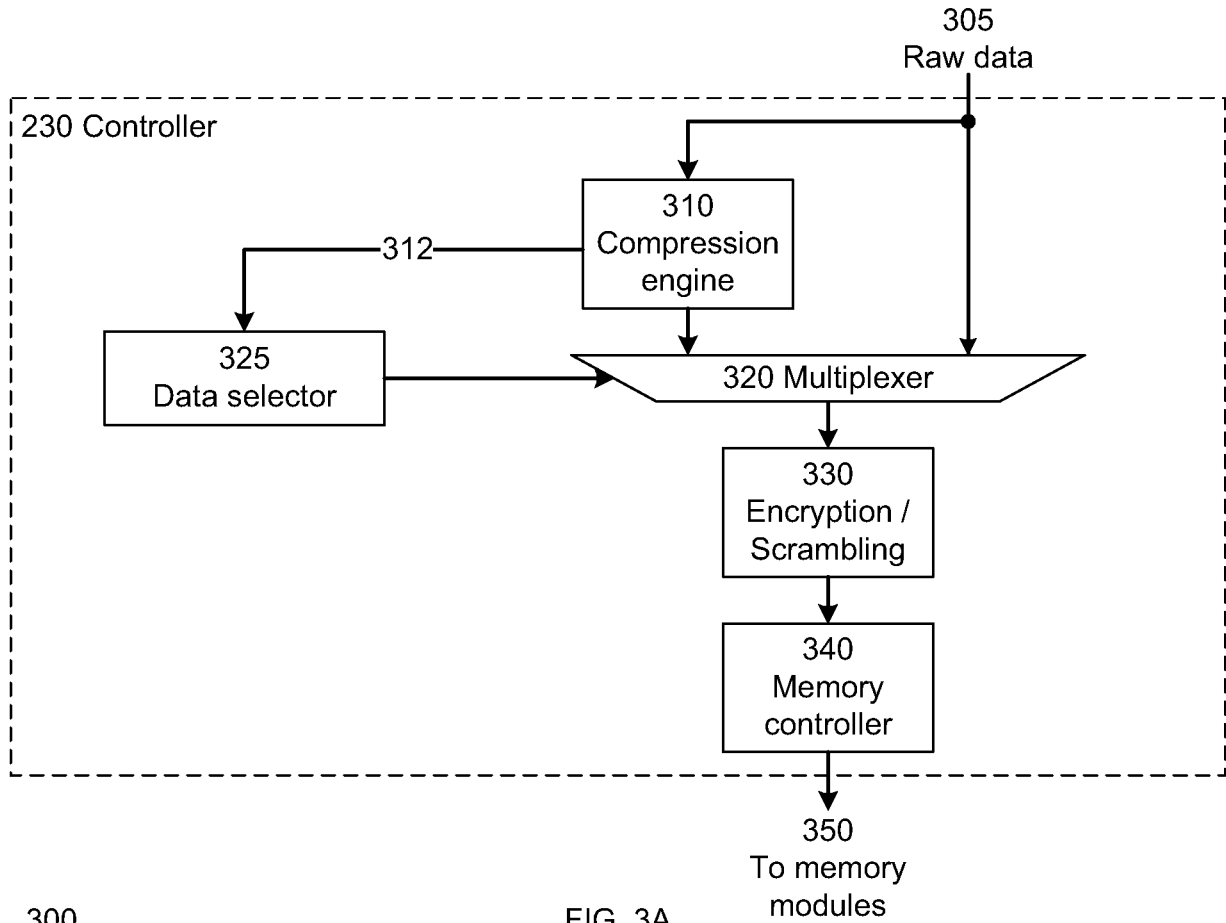 305
Raw data
230 Controller
310
Compression
engine
312
325
Data selector
320 Multiplexer
330
Encryption /
Scrambling
340
Memory
controller
350
To memory
modules
300
FIG. 3A